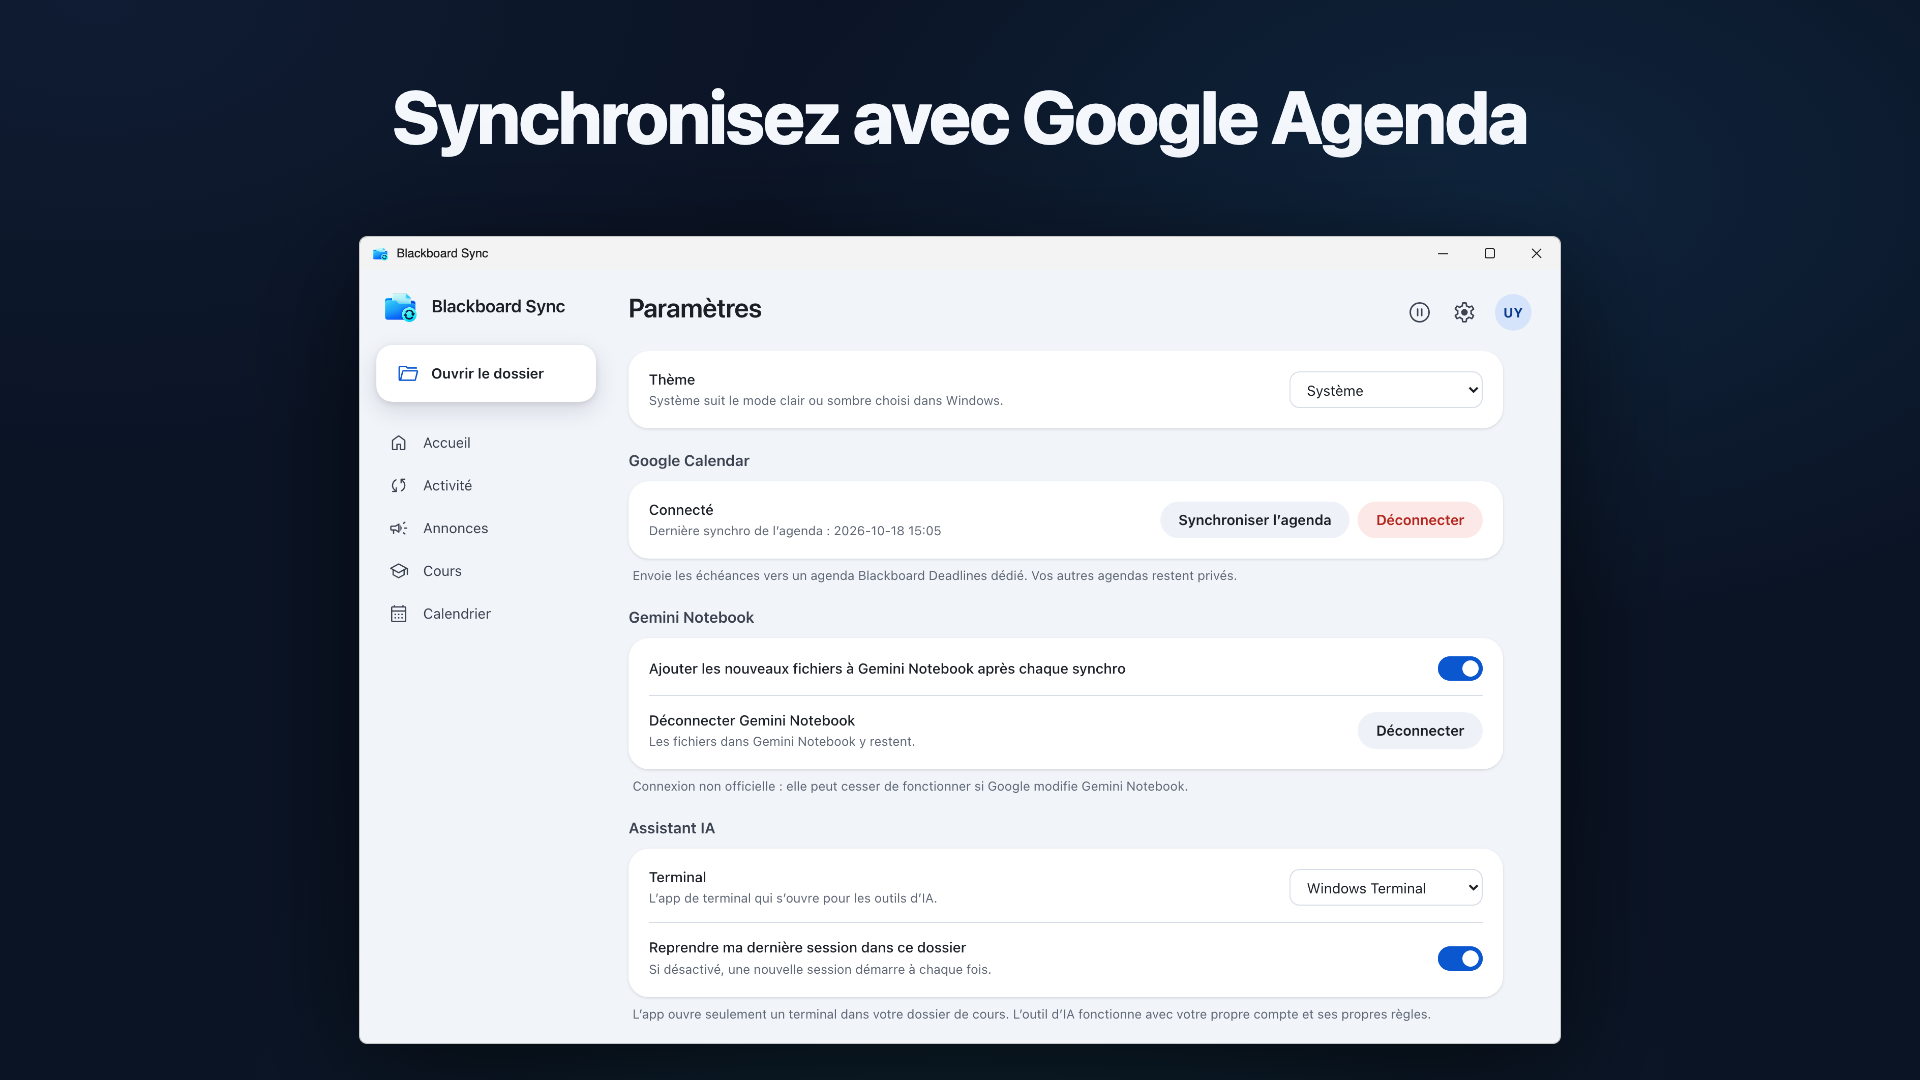 Synchronisez avec Google Agenda
Blackboard Sync
Blackboard Sync
Ouvrir le dossier
Accueil
Activité
Annonces
Cours
Calendrier
Paramètres
UY
Thème
Système suit le mode clair ou sombre choisi dans Windows.
Système
Google Calendar
Connecté
Dernière synchro de l'agenda : 2026-10-18 15:05
Synchroniser l'agenda
Déconnecter
Envoie les échéances vers un agenda Blackboard Deadlines dédié. Vos autres agendas restent privés.
Gemini Notebook
Ajouter les nouveaux fichiers à Gemini Notebook après chaque synchro
Déconnecter Gemini Notebook
Les fichiers dans Gemini Notebook y restent.
Déconnecter
Connexion non officielle : elle peut cesser de fonctionner si Google modifie Gemini Notebook.
Assistant IA
Terminal
L'app de terminal qui s'ouvre pour les outils d'IA.
Windows Terminal
Reprendre ma dernière session dans ce dossier
Si désactivé, une nouvelle session démarre à chaque fois.
L'app ouvre seulement un terminal dans votre dossier de cours. L'outil d'IA fonctionne avec votre propre compte et ses propres règles.